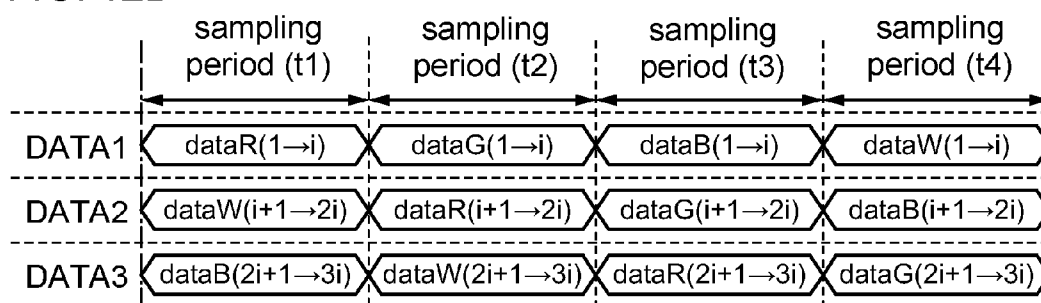 sampling period (t1) sampling period (t2) sampling period (t3) sampling period (t4)
DATA1 dataR(1→i) dataG(1→i) dataB(1→i) dataW(1→i)
DATA2 dataW(i+1→2i) dataR(i+1→2i) dataG(i+1→2i) dataB(i+1→2i)
DATA3 dataB(2i+1→3i) dataW(2i+1→3i) dataR(2i+1→3i) dataG(2i+1→3i)